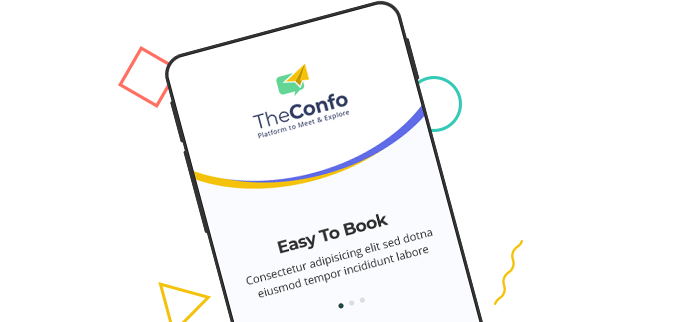 TheConfo
Platform to Meet & Explore
Easy To Book
Consectetur adipisicing elit sed dotna
eiusmod tempor incididunt labore